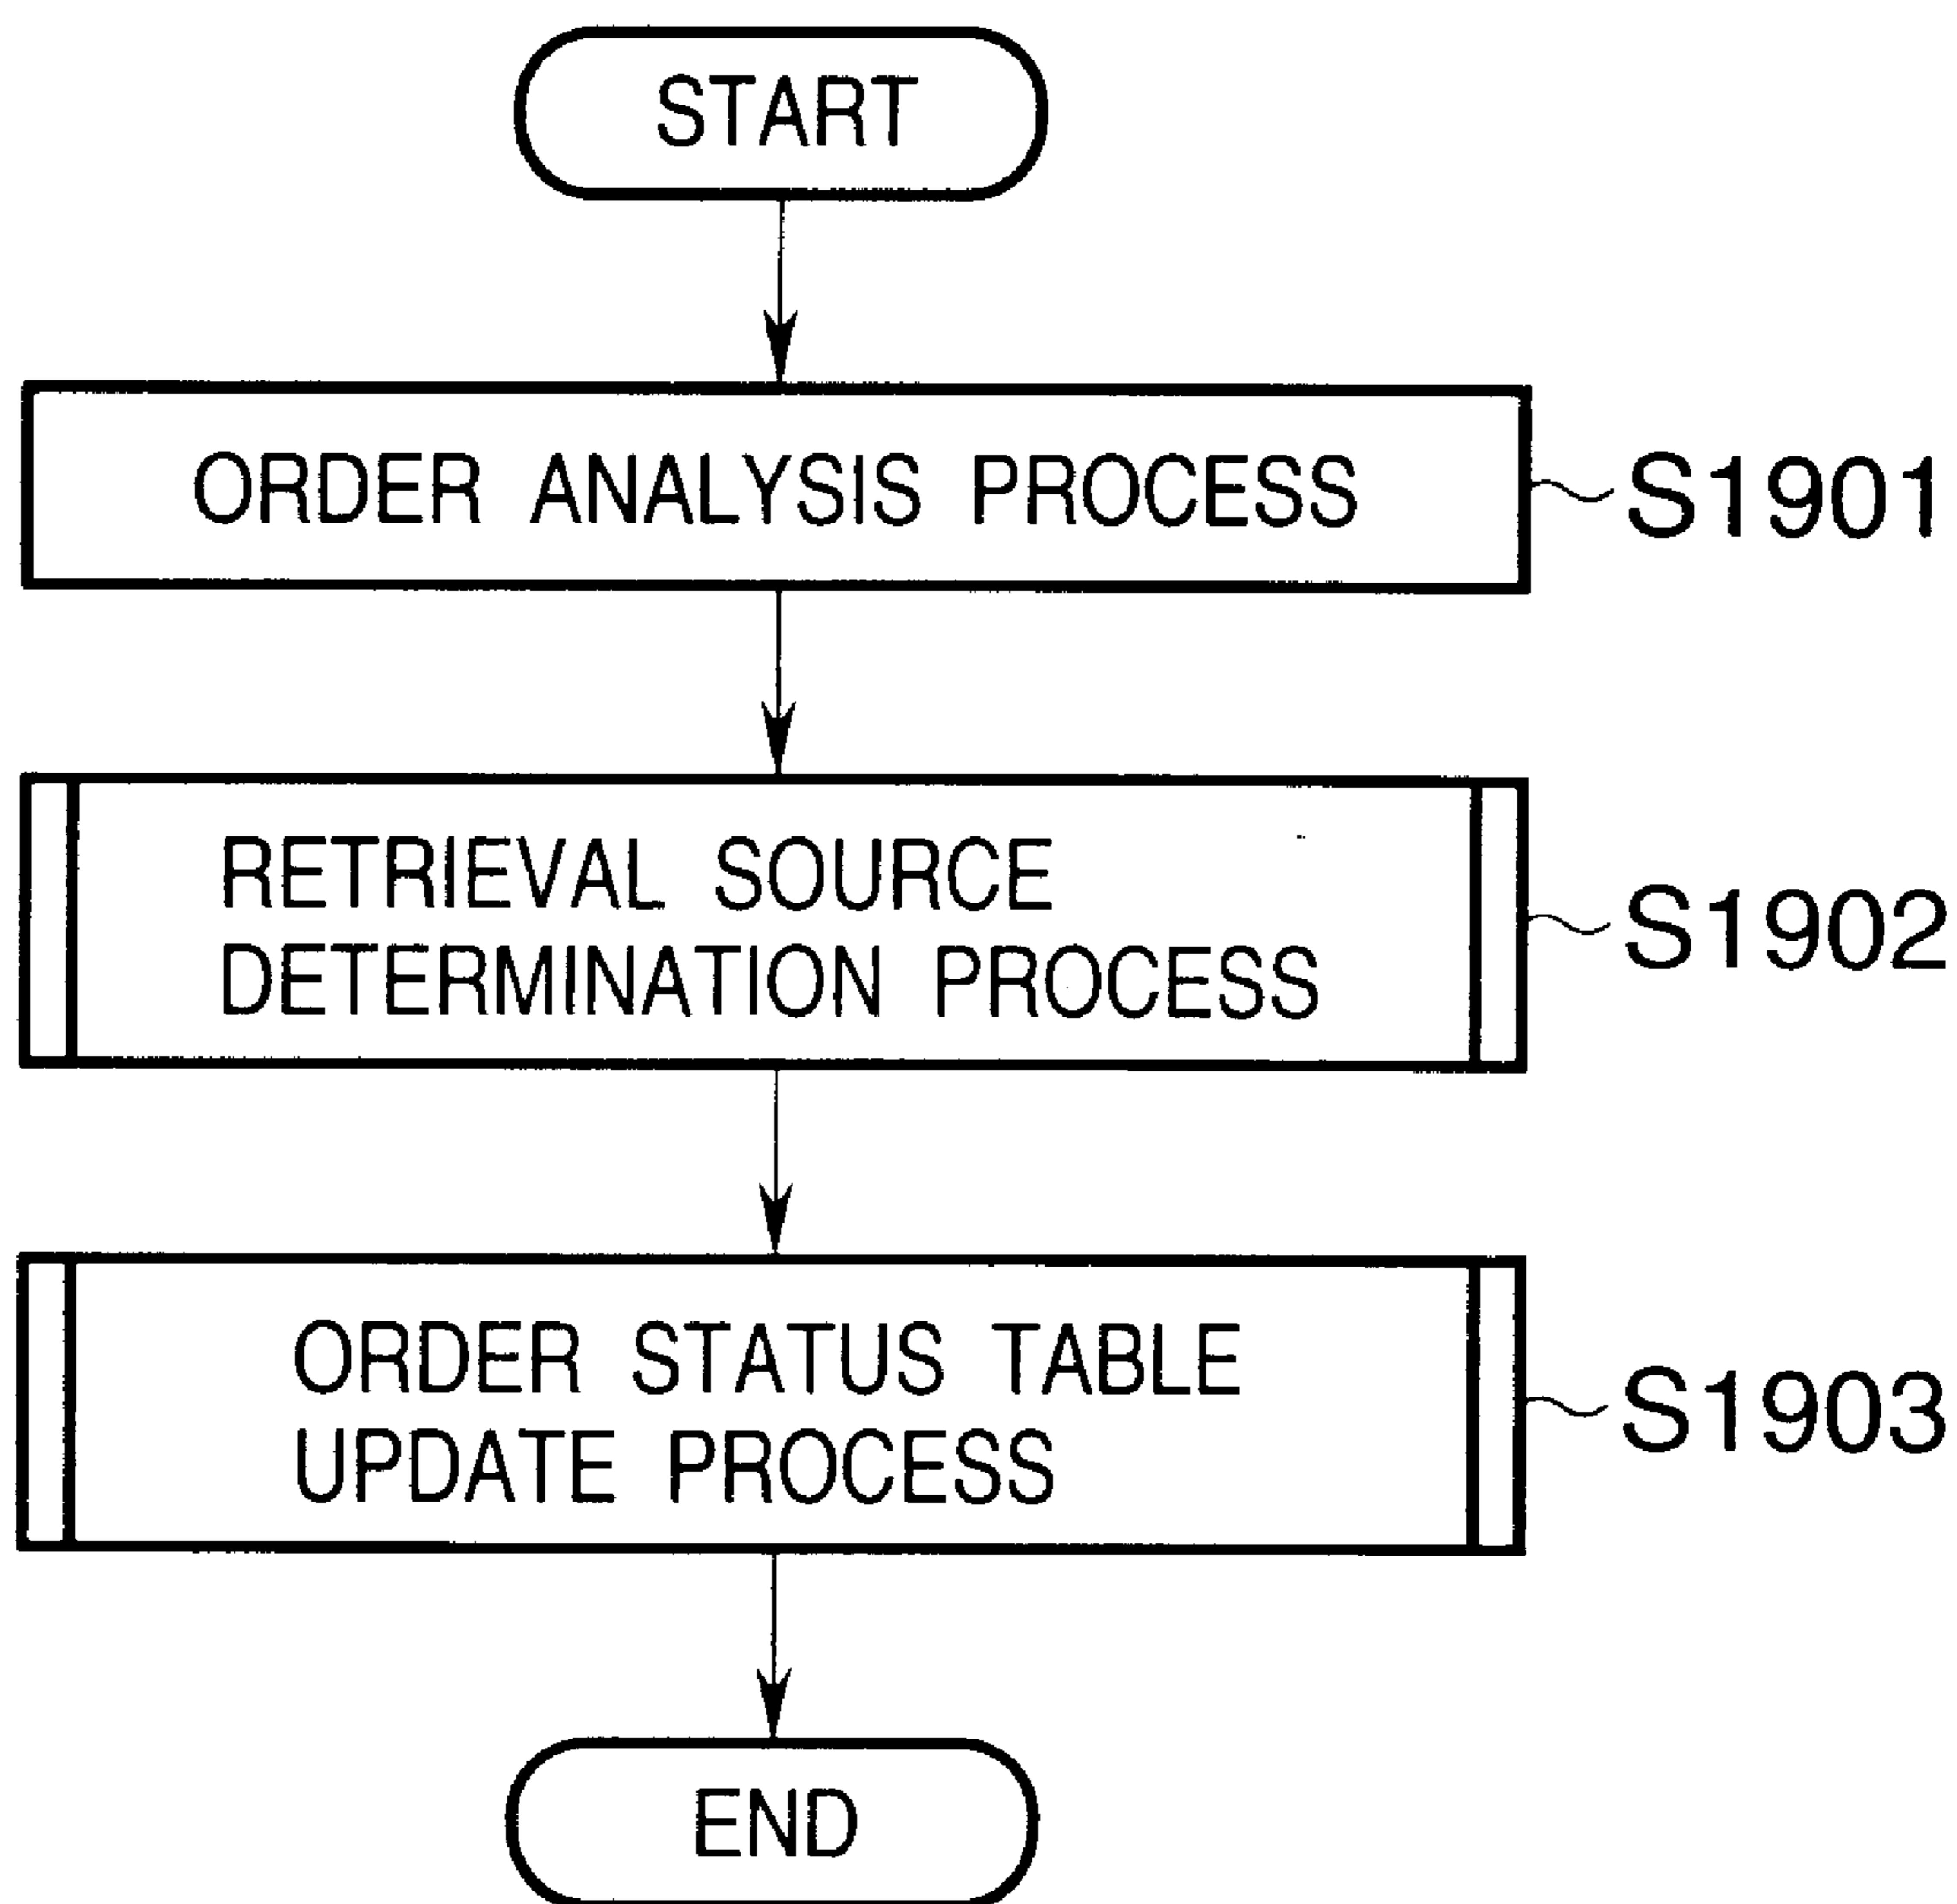 START
ORDER ANALYSIS PROCESS
S1901
RETRIEVAL SOURCE
DETERMINATION PROCESS
S1902
ORDER STATUS TABLE
UPDATE PROCESS
S1903
END